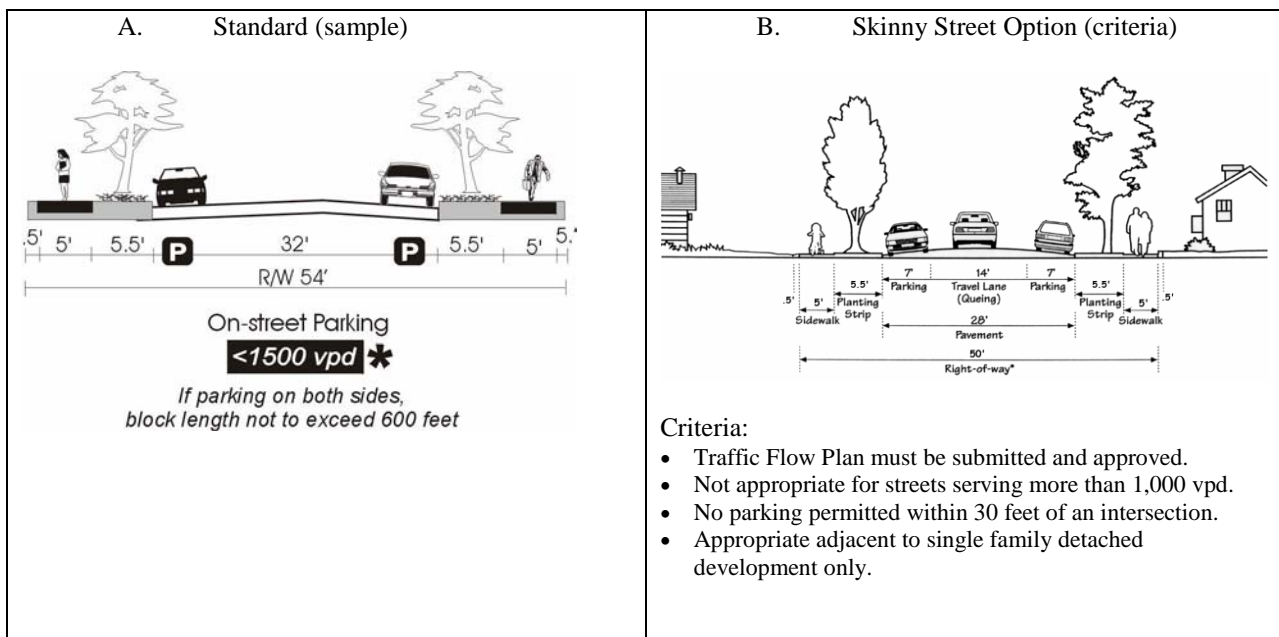 A. Standard (sample)
.5' 5' 5.5' P 32' P 5.5' 5' 5.'
R/W 54'
On-street Parking
<1500 vpd *
If parking on both sides,
block length not to exceed 600 feet
B. Skinny Street Option (criteria)
7' 14' 7'
Parking Travel Lane Parking
(Queing)
.5' 5' 5.5' 5.5' 5' .5'
Sidewalk Planting Strip Planting Strip Sidewalk
28'
Pavement
50'
Right-of-way*
Criteria:
• Traffic Flow Plan must be submitted and approved.
• Not appropriate for streets serving more than 1,000 vpd.
• No parking permitted within 30 feet of an intersection.
• Appropriate adjacent to single family detached
development only.